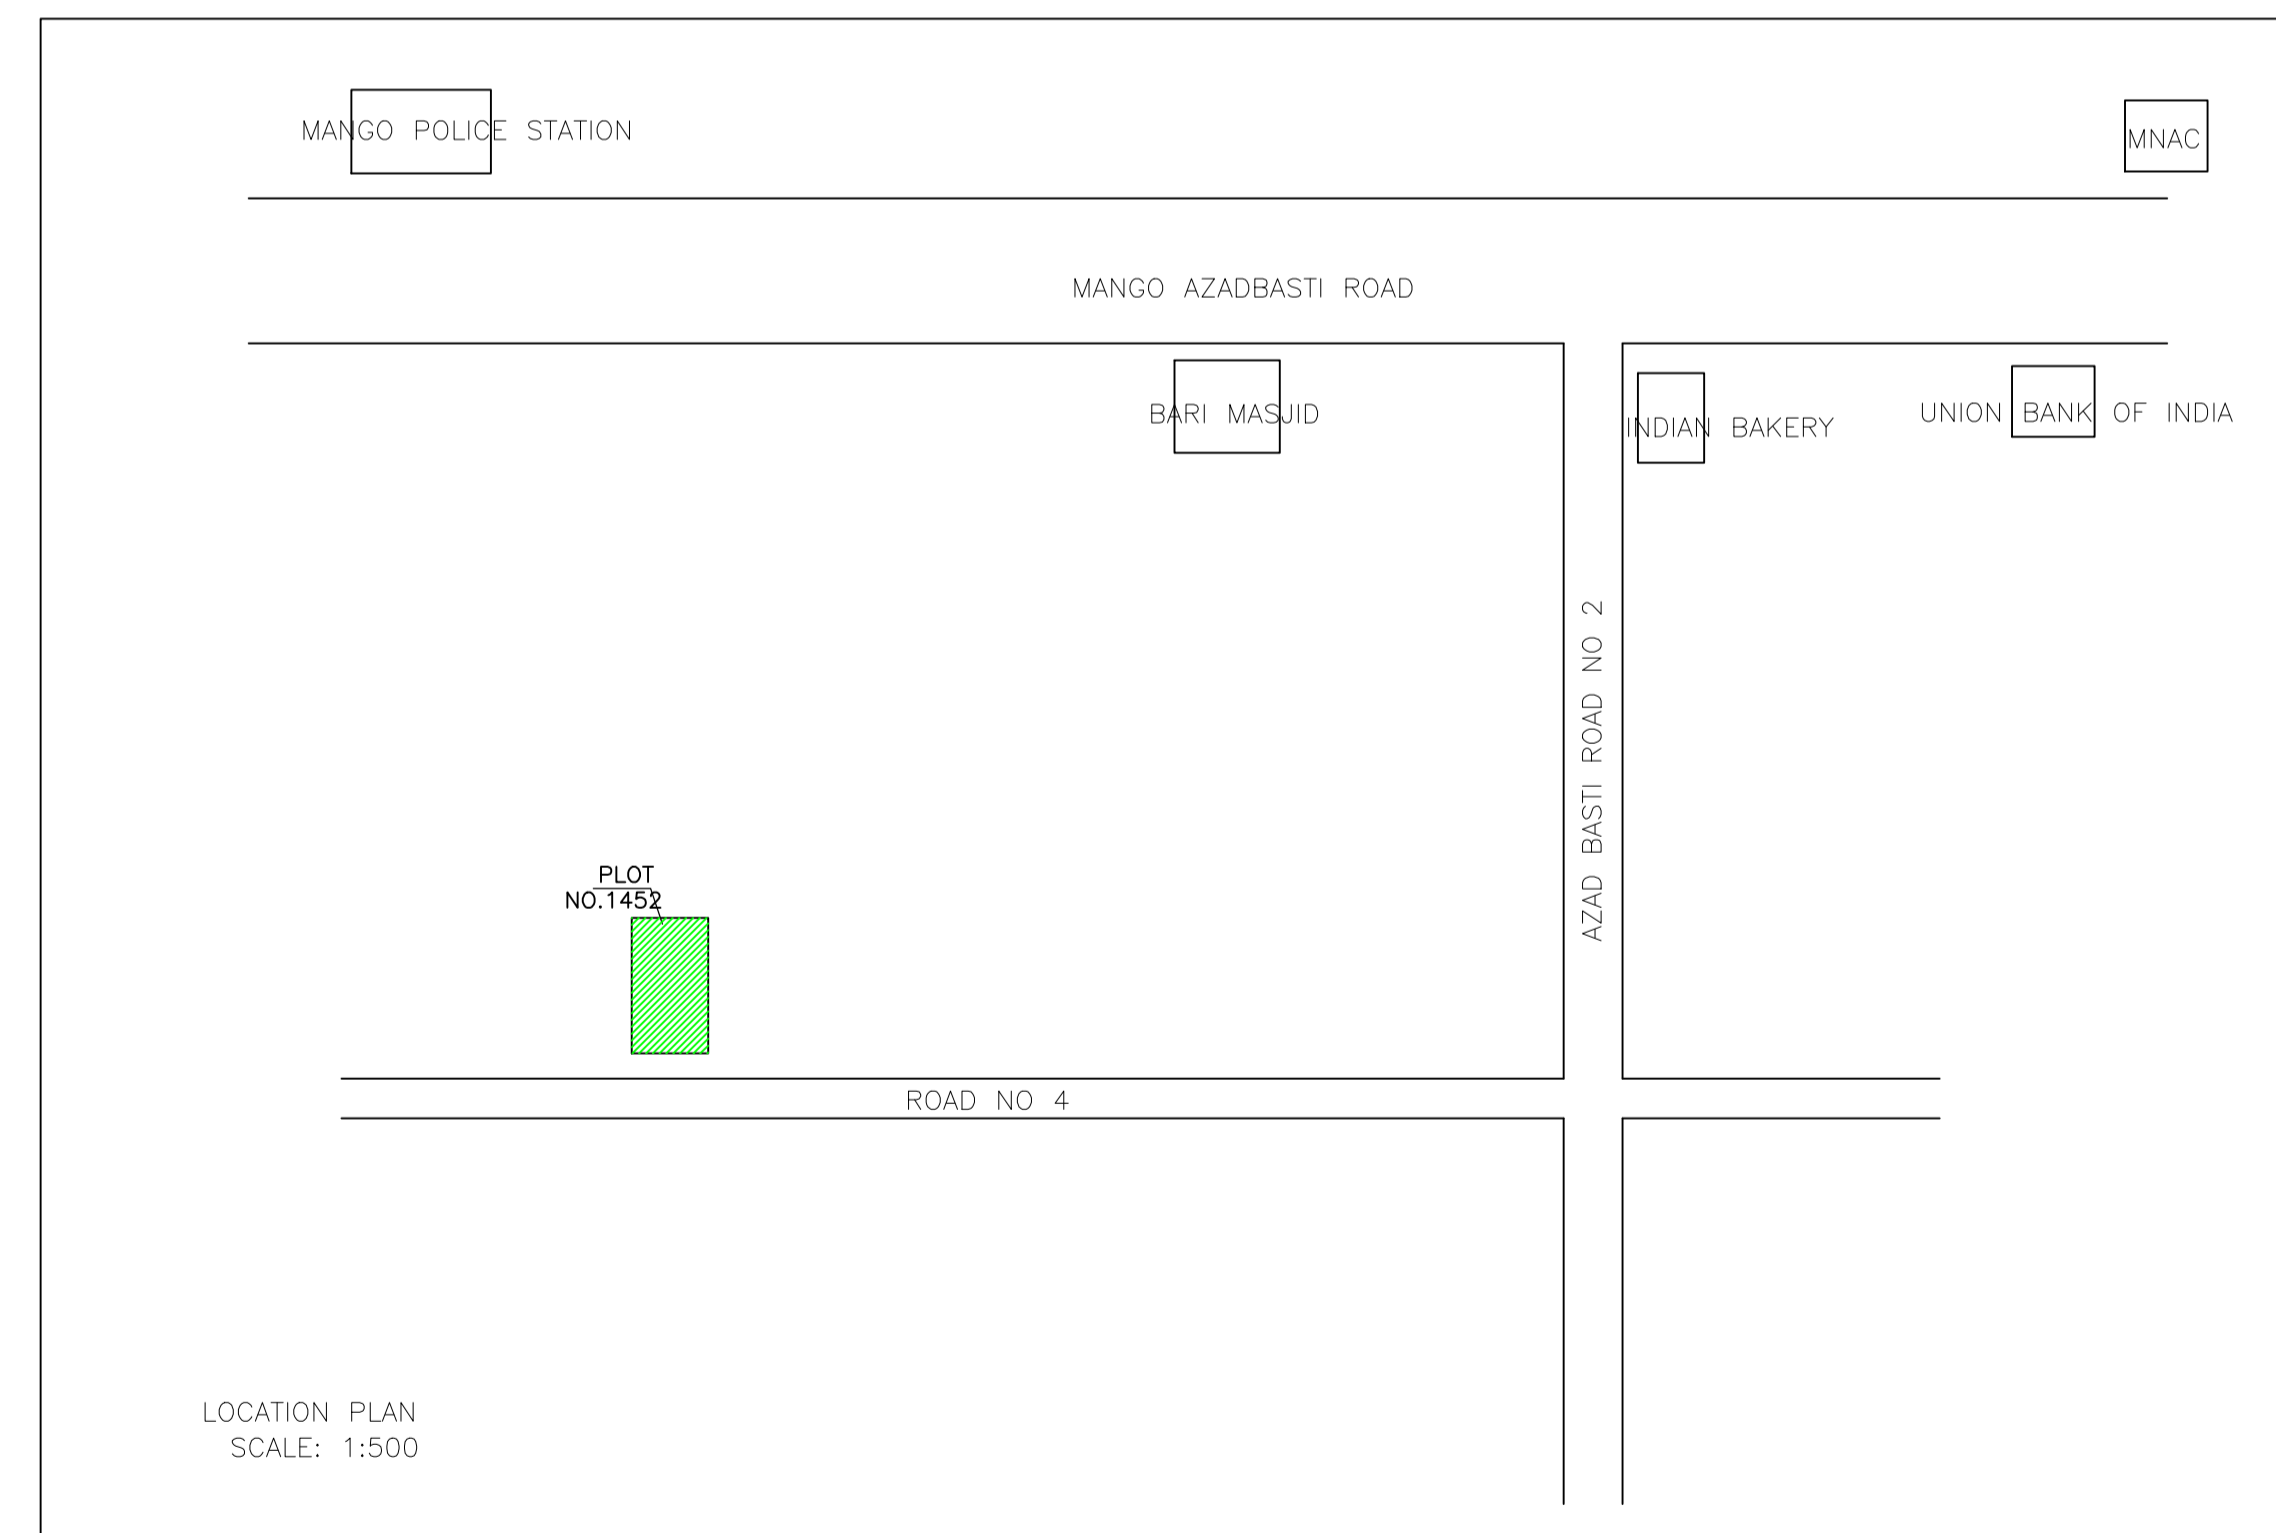 MANGO POLICE STATION
MNAC
MANGO AZADBASTI ROAD
BARI MASJID
INDIAN BAKERY
UNION BANK OF INDIA
AZAD BASTI ROAD NO 2
PLOT
NO.1452
ROAD NO 4
LOCATION PLAN
SCALE: 1:500